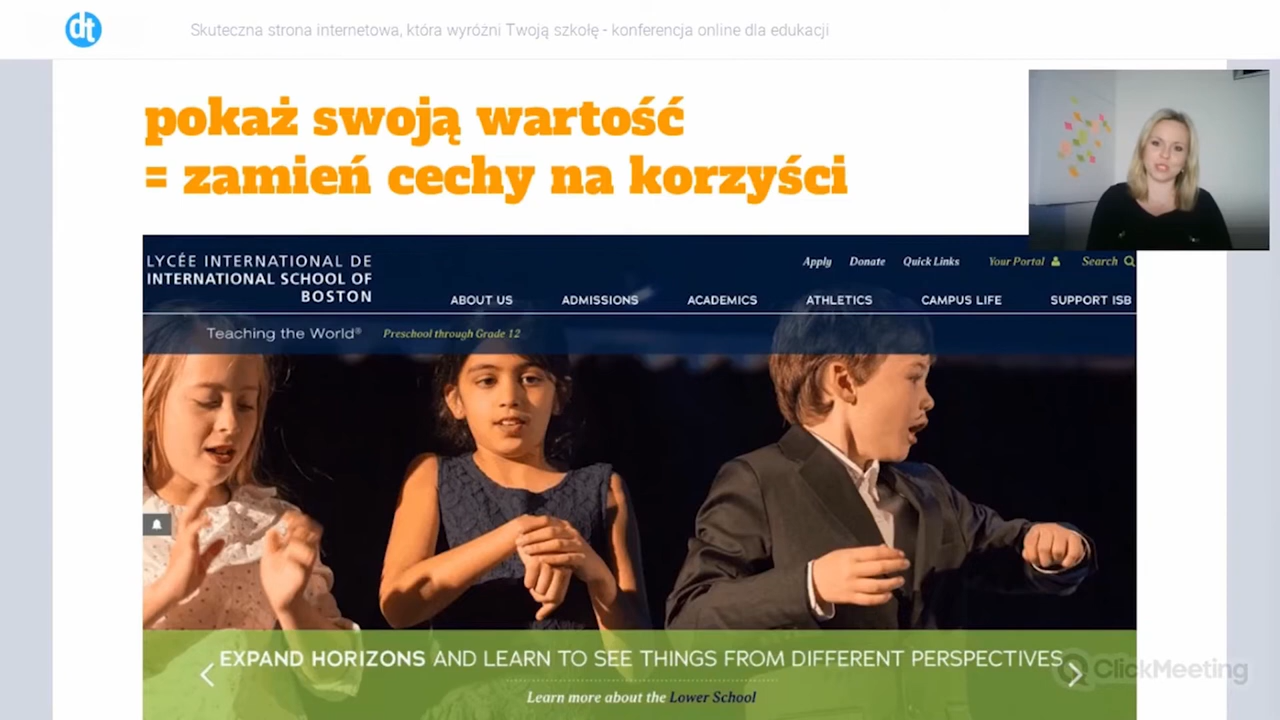 dt
Skuteczna strona internetowa, która wyróżni Twoją szkołę - konferencja online dla edukacji
pokaż swoją wartość
= zamień cechy na korzyści
LYCÉE INTERNATIONAL DE
INTERNATIONAL SCHOOL OF
BOSTON
Apply Donate Quick Links Your Portal Search
ABOUT US ADMISSIONS ACADEMICS ATHLETICS CAMPUS LIFE SUPPORT ISB
Teaching the World® Preschool through Grade 12
EXPAND HORIZONS AND LEARN TO SEE THINGS FROM DIFFERENT PERSPECTIVES
ClickMeeting
Learn more about the Lower School